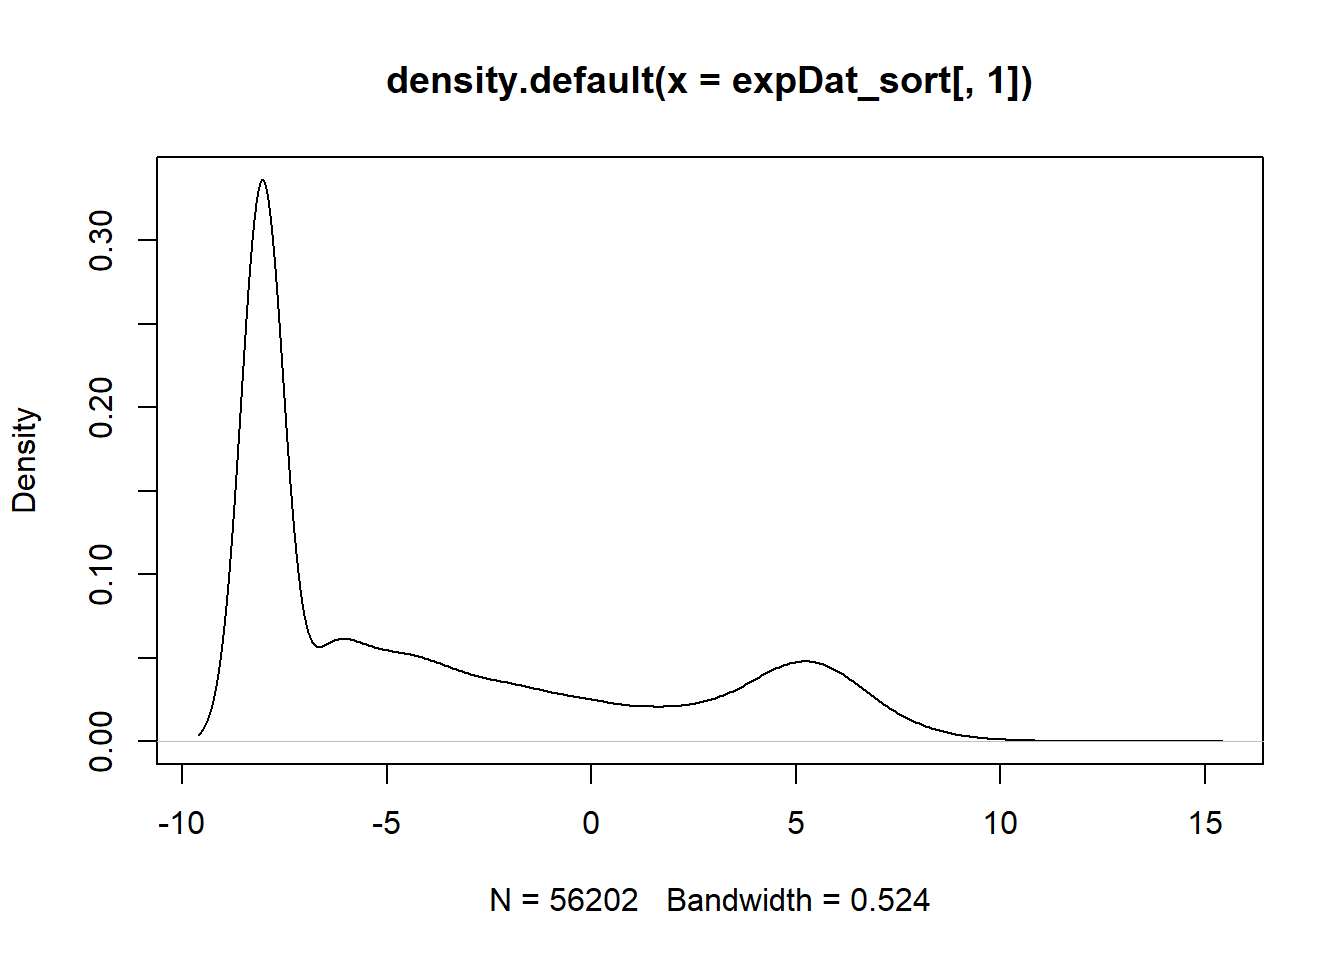 density.default(x = expDat_sort[, 1])
Density
0.30
0.20
0.10
0.00
-10 -5 0 5 10 15
N = 56202 Bandwidth = 0.524